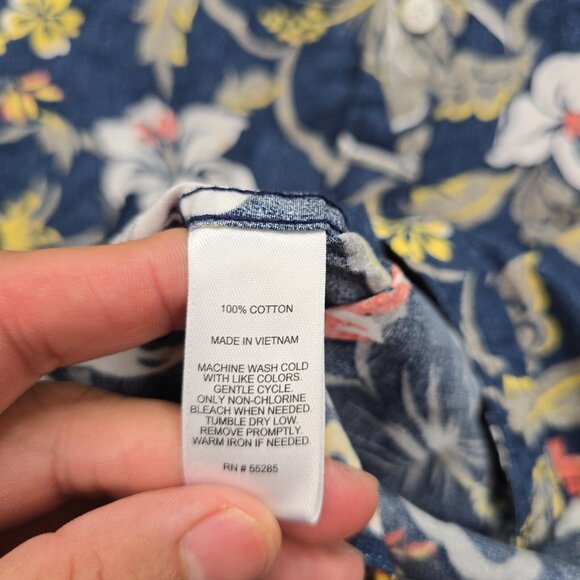 100% COTTON
MADE IN VIETNAM
MACHINE WASH COLD
WITH LIKE COLORS.
GENTLE CYCLE.
ONLY NON-CHLORINE
BLEACH WHEN NEEDED.
TUMBLE DRY LOW.
REMOVE PROMPTLY.
WARM IRON IF NEEDED.
RN # 55285